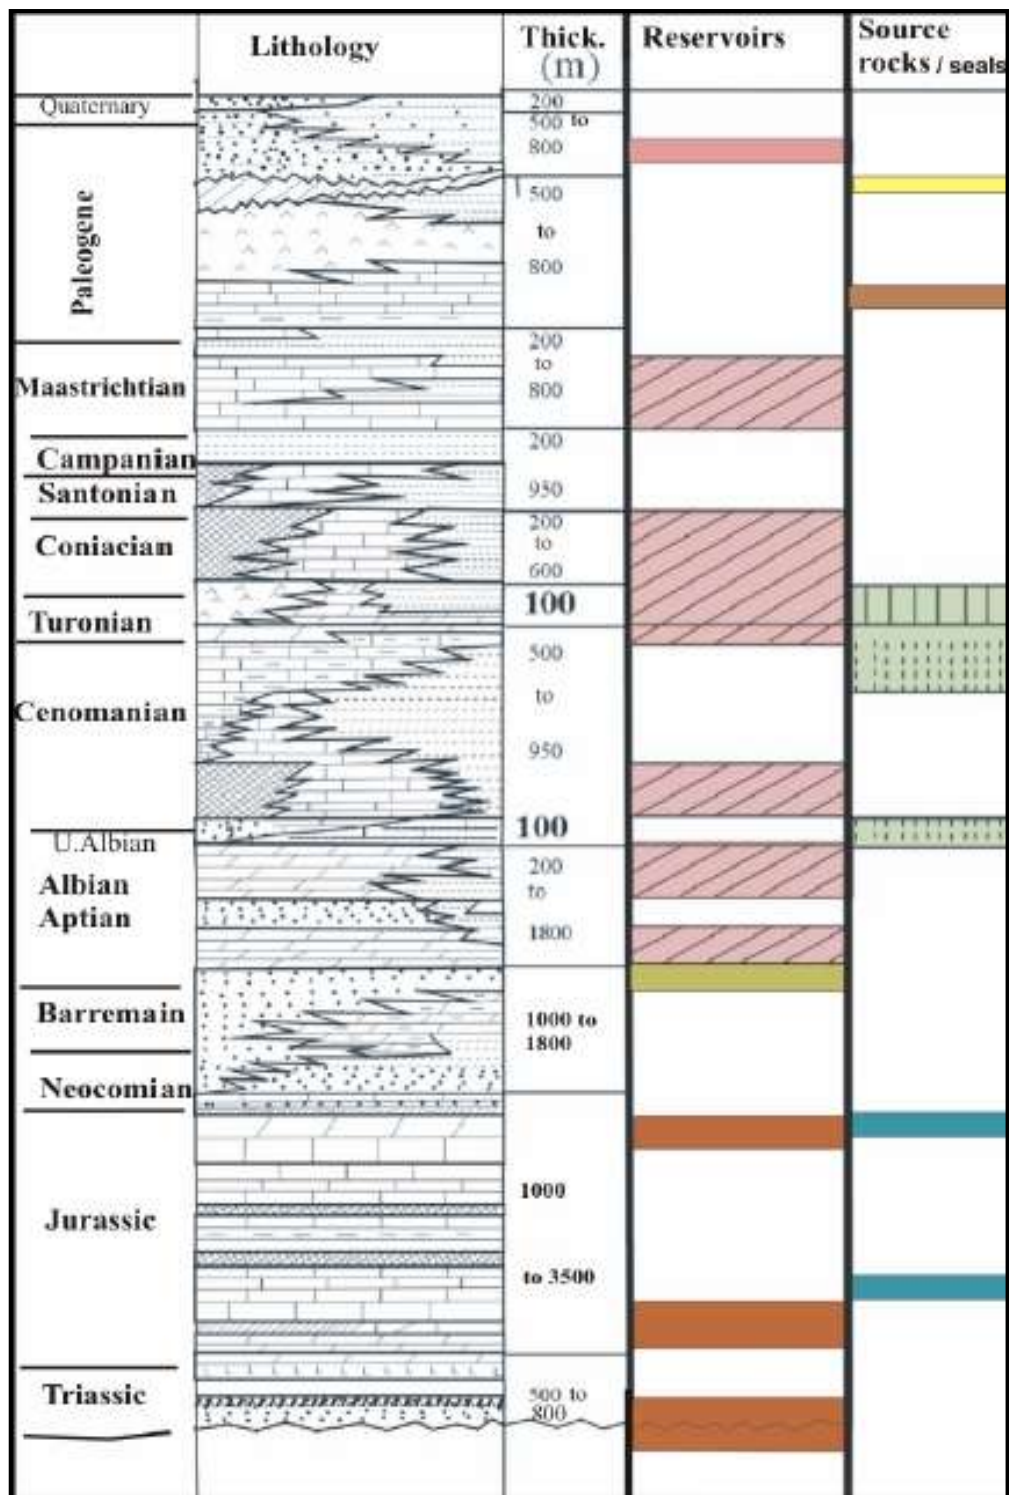 Lithology
Thick.
(m)
Reservoirs
Source
rocks / seals
Quaternary
200
500 to
800
Paleogene
500
to
800
200
to
800
Maastrichtian
200
Campanian
950
Santonian
200
to
600
Coniacian
100
Turonian
500
to
950
Cenomanian
100
U.Albian
200
to
1800
Albian
Aptian
Barremain
1000 to
1800
Neocomian
1000
to 3500
Jurassic
500 to
800
Triassic